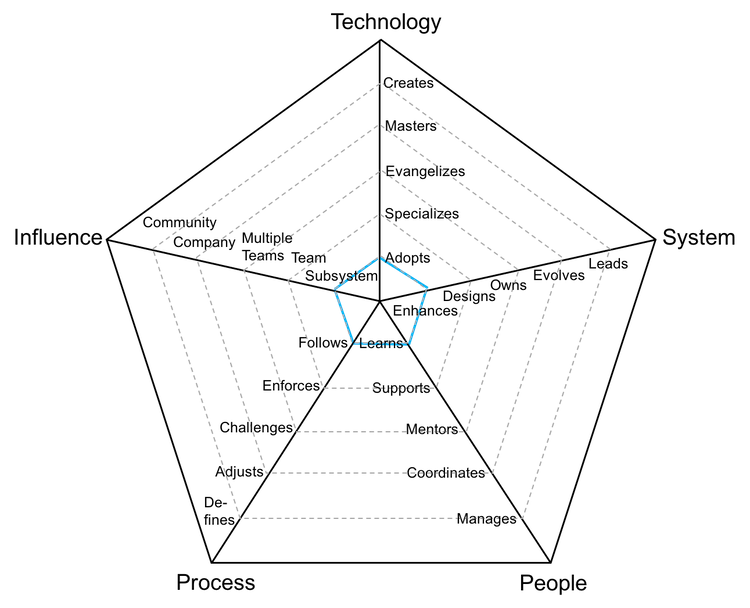 Technology
Creates
Masters
Evangelizes
Specializes
Adopts
Influence
Community
Company
Multiple
Teams
Team
Subsystem
System
Leads
Evolves
Owns
Designs
Enhances
Follows
Learns
Enforces
Supports
Challenges
Mentors
Adjusts
Coordinates
De-
fines
Manages
Process
People